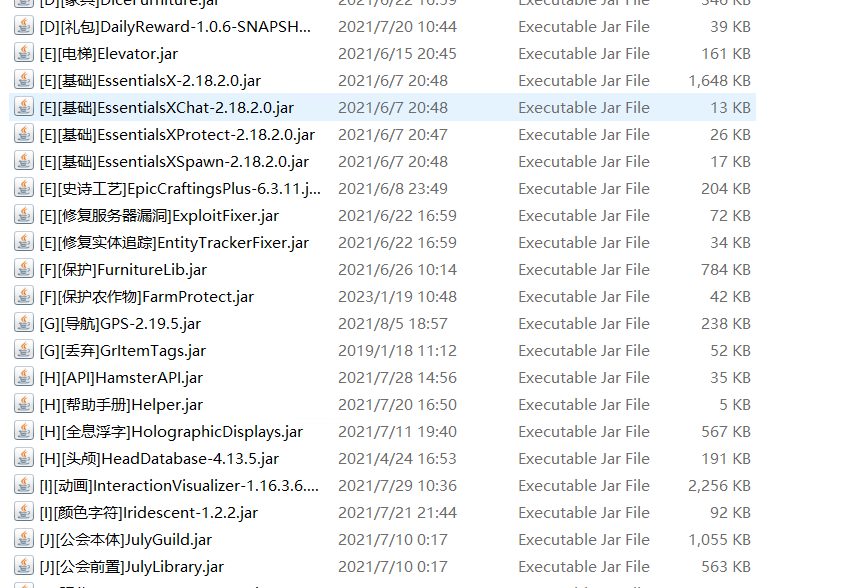 [D][家具]DiceFurniture.jar 2021/6/22 16:59 Executable Jar File 346 KB
[D][礼包]DailyReward-1.0.6-SNAPSH... 2021/7/20 10:44 Executable Jar File 39 KB
[E][电梯]Elevator.jar 2021/6/15 20:45 Executable Jar File 161 KB
[E][基础]EssentialsX-2.18.2.0.jar 2021/6/7 20:48 Executable Jar File 1,648 KB
[E][基础]EssentialsXChat-2.18.2.0.jar 2021/6/7 20:48 Executable Jar File 13 KB
[E][基础]EssentialsXProtect-2.18.2.0.jar 2021/6/7 20:47 Executable Jar File 26 KB
[E][基础]EssentialsXSpawn-2.18.2.0.jar 2021/6/7 20:48 Executable Jar File 17 KB
[E][史诗工艺]EpicCraftingsPlus-6.3.11.j... 2021/6/8 23:49 Executable Jar File 204 KB
[E][修复服务器漏洞]ExploitFixer.jar 2021/6/22 16:59 Executable Jar File 72 KB
[E][修复实体追踪]EntityTrackerFixer.jar 2021/6/22 16:59 Executable Jar File 34 KB
[F][保护]FurnitureLib.jar 2021/6/26 10:14 Executable Jar File 784 KB
[F][保护农作物]FarmProtect.jar 2023/1/19 10:48 Executable Jar File 42 KB
[G][导航]GPS-2.19.5.jar 2021/8/5 18:57 Executable Jar File 238 KB
[G][丢弃]GrItemTags.jar 2019/1/18 11:12 Executable Jar File 52 KB
[H][API]HamsterAPI.jar 2021/7/28 14:56 Executable Jar File 35 KB
[H][帮助手册]Helper.jar 2021/7/20 16:50 Executable Jar File 5 KB
[H][全息浮字]HolographicDisplays.jar 2021/7/11 19:40 Executable Jar File 567 KB
[H][头颅]HeadDatabase-4.13.5.jar 2021/4/24 16:53 Executable Jar File 191 KB
[I][动画]InteractionVisualizer-1.16.3.6.... 2021/7/29 10:36 Executable Jar File 2,256 KB
[I][颜色字符]Iridescent-1.2.2.jar 2021/7/21 21:44 Executable Jar File 92 KB
[J][公会本体]JulyGuild.jar 2021/7/10 0:17 Executable Jar File 1,055 KB
[J][公会前置]JulyLibrary.jar 2021/7/10 0:17 Executable Jar File 563 KB